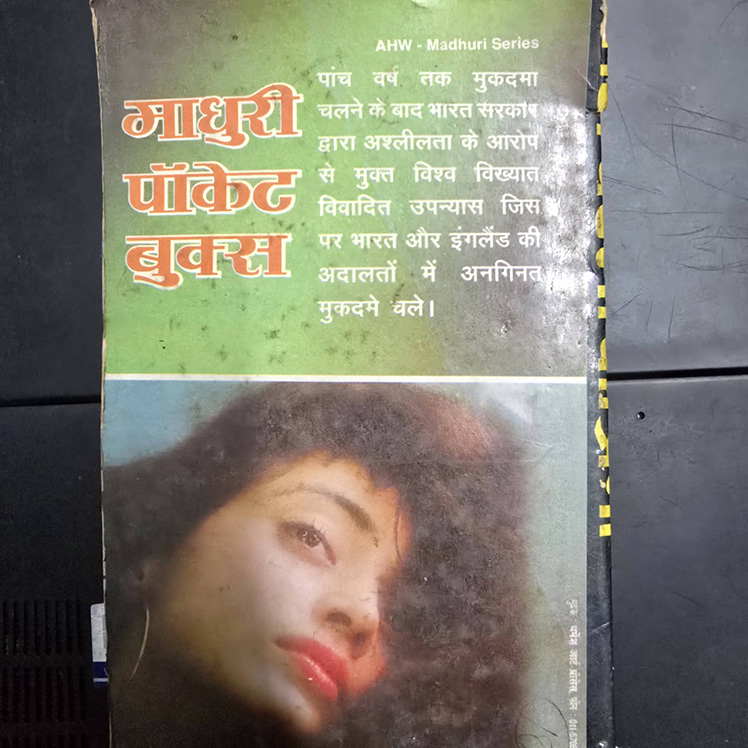 AHW - Madhuri Series
माधुरी
पॉकेट
बुक्स
पांच वर्ष तक मुकदमा
चलने के बाद भारत सरकार
द्वारा अश्लीलता के आरोप
से मुक्त विश्व विख्यात
विवादित उपन्यास जिस
पर भारत और इंगलैंड की
अदालतों में अनगिनत
मुकदमे चले।